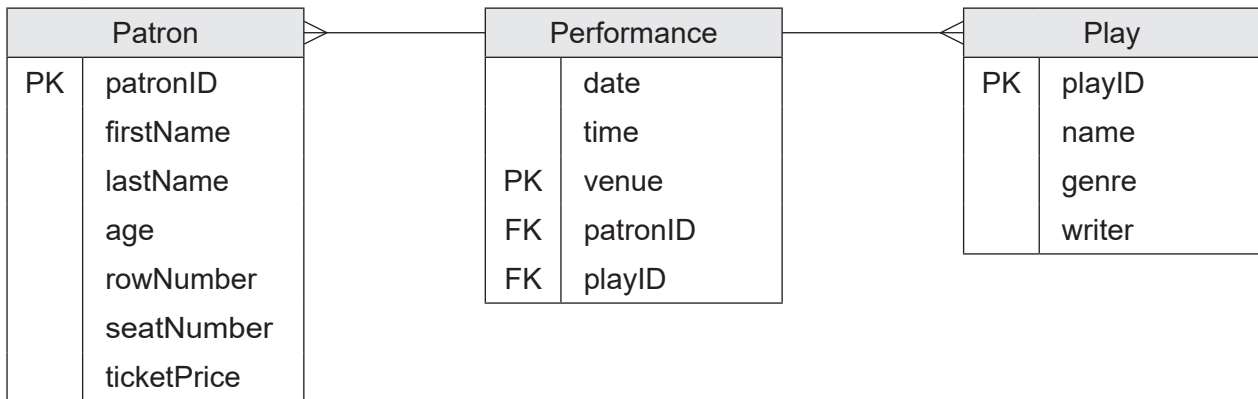 Patron
PK patronID
firstName
lastName
age
rowNumber
seatNumber
ticketPrice
Performance
date
time
PK venue
FK patronID
FK playID
Play
PK playID
name
genre
writer